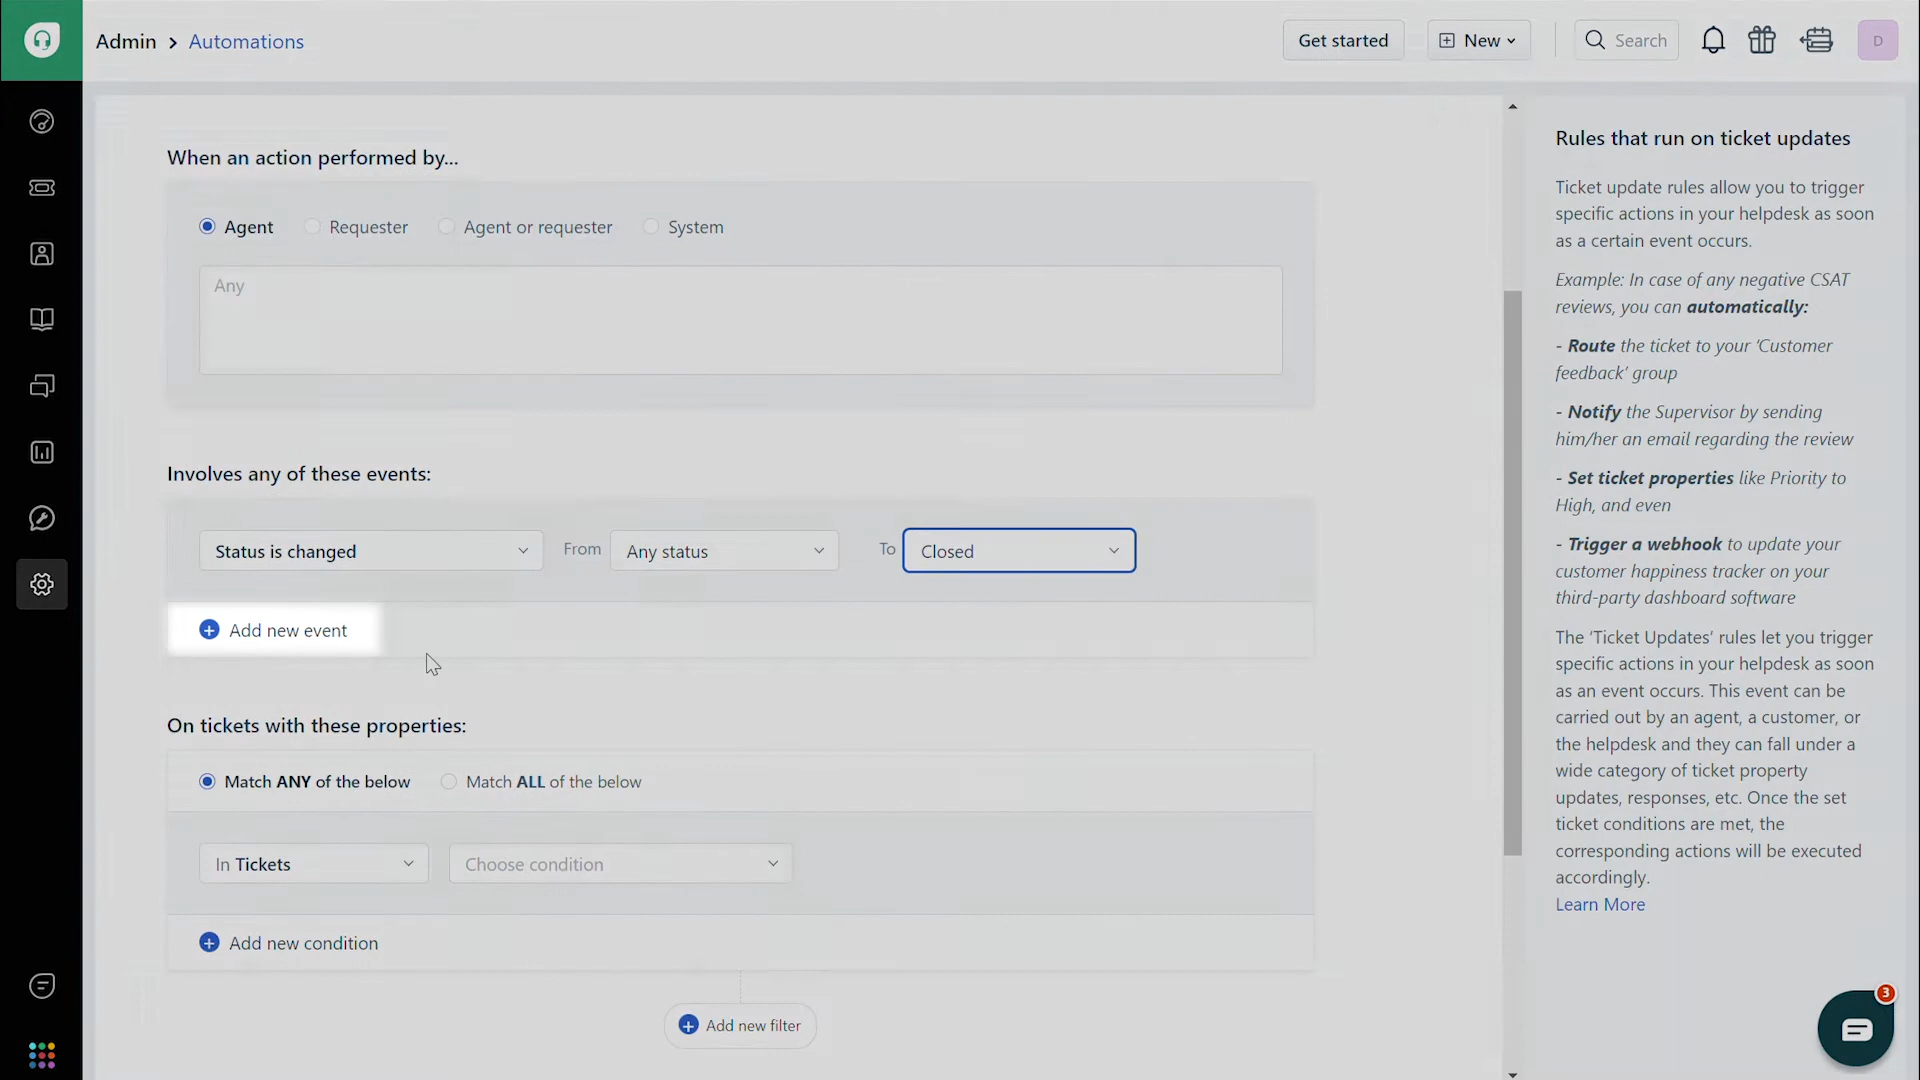 Admin > Automations
Get started
New
Search
D
When an action performed by...
Agent
Requester
Agent or requester
System
Any
Involves any of these events:
Status is changed
From
Any status
To
Closed
Add new event
On tickets with these properties:
Match ANY of the below
Match ALL of the below
In Tickets
Choose condition
Add new condition
Add new filter
Rules that run on ticket updates
Ticket update rules allow you to trigger
specific actions in your helpdesk as soon
as a certain event occurs.
Example: In case of any negative CSAT
reviews, you can automatically:
- Route the ticket to your ‘Customer
feedback’ group
- Notify the Supervisor by sending
him/her an email regarding the review
- Set ticket properties like Priority to
High, and even
- Trigger a webhook to update your
customer happiness tracker on your
third-party dashboard software
The ‘Ticket Updates’ rules let you trigger
specific actions in your helpdesk as soon
as an event occurs. This event can be
carried out by an agent, a customer, or
the helpdesk and they can fall under a
wide category of ticket property
updates, responses, etc. Once the set
ticket conditions are met, the
corresponding actions will be executed
accordingly.
Learn More
3